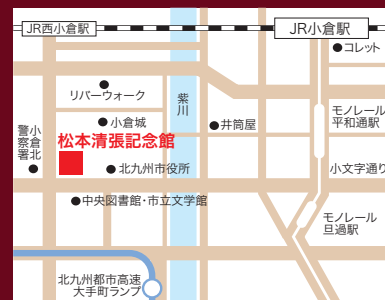 JR西小倉駅
JR小倉駅
コレット
リバーウォーク
紫川
小倉城
井筒屋
モノレール
平和通駅
松本清張記念館
小倉北
警察署
北九州市役所
小文字通り
中央図書館・市立文学館
モノレール
旦過駅
北九州都市高速
大手町ランプ